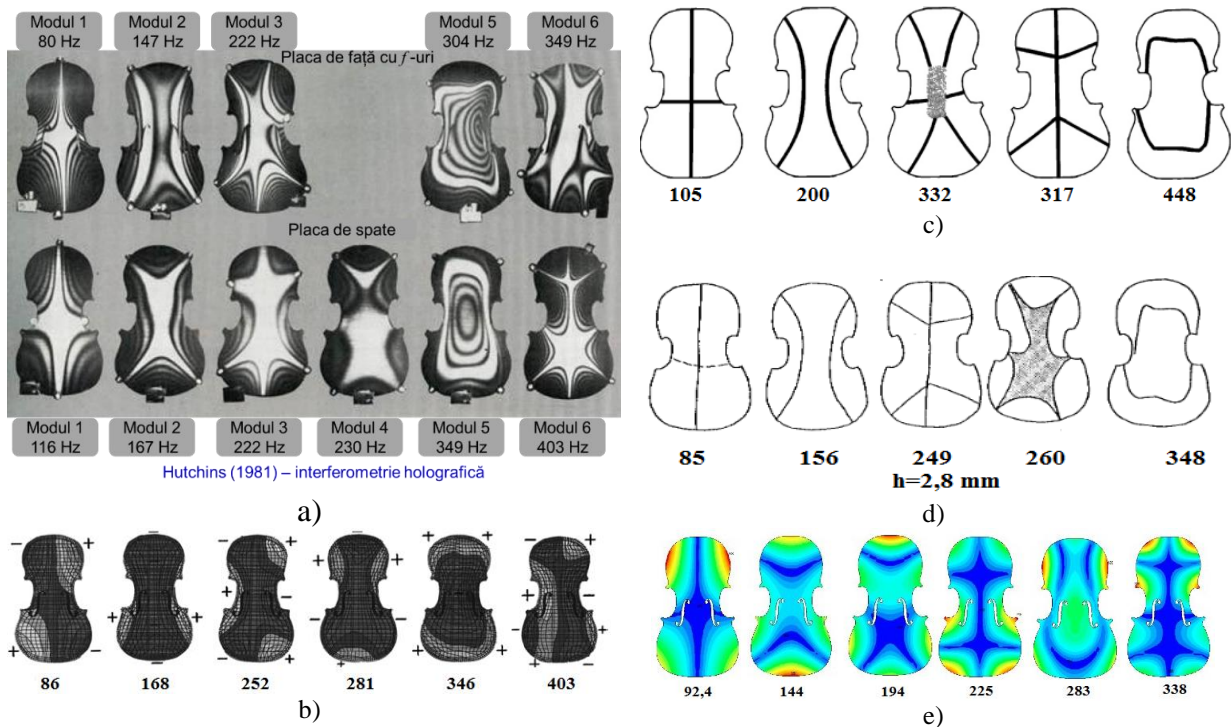 Modul 1
80 Hz
Modul 2
147 Hz
Modul 3
222 Hz
Modul 5
304 Hz
Modul 6
349 Hz
Placa de față cu f-uri
Placa de spate
Modul 1
116 Hz
Modul 2
167 Hz
Modul 3
222 Hz
Modul 4
230 Hz
Modul 5
349 Hz
Modul 6
403 Hz
Hutchins (1981) – interferometrie holografică
a)
- + - + + - + + + - +
+ + + - - - - +
+ - + - + + - - + -
86 168 252 281 346 403
b)
105 200 332 317 448
c)
85 156 249 260 348
h=2,8 mm
d)
92,4 144 194 225 283 338
e)